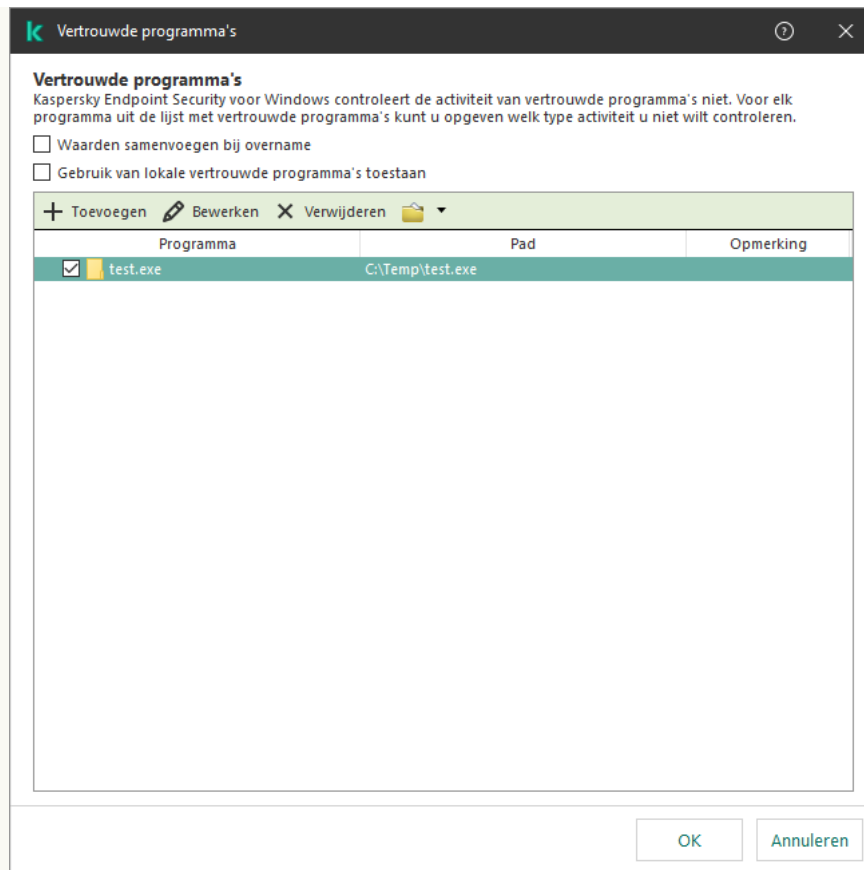 Vertrouwde programma's
Vertrouwde programma's
Kaspersky Endpoint Security voor Windows controleert de activiteit van vertrouwde programma's niet. Voor elk
programma uit de lijst met vertrouwde programma's kunt u opgeven welk type activiteit u niet wilt controleren.
Waarden samenvoegen bij overname
Gebruik van lokale vertrouwde programma's toestaan
Toevoegen Bewerken Verwijderen
Programma Pad Opmerking
test.exe C:\Temp\test.exe
OK Annuleren